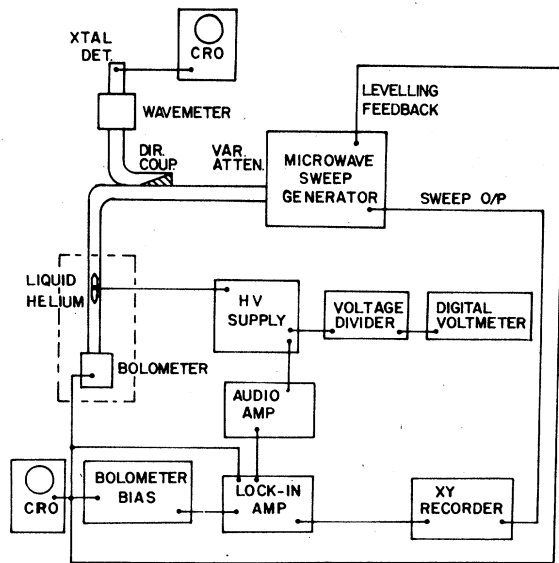 XTAL
DET.
CRO
WAVEMETER
LEVELLING
FEEDBACK
DIR.
COUP.
VAR.
ATTEN.
MICROWAVE
SWEEP
GENERATOR
SWEEP O/P
LIQUID
HELIUM
HV
SUPPLY
VOLTAGE
DIVIDER
DIGITAL
VOLTMETER
BOLOMETER
AUDIO
AMP
CRO
BOLOMETER
BIAS
LOCK-IN
AMP
XY
RECORDER